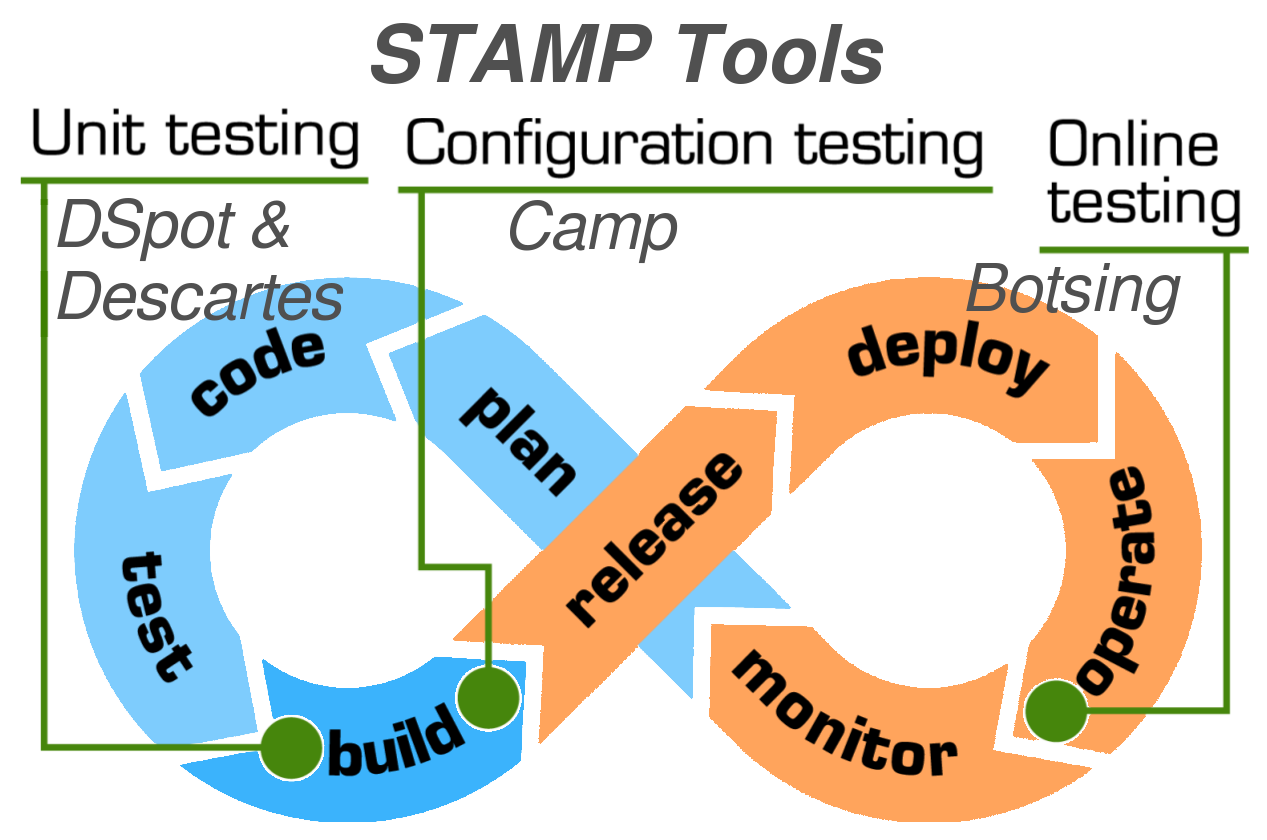 STAMP Tools
Unit testing
Configuration testing
Online
testing
DSpot &
Descartes
Camp
Botsing
code
plan
test
build
release
deploy
operate
monitor